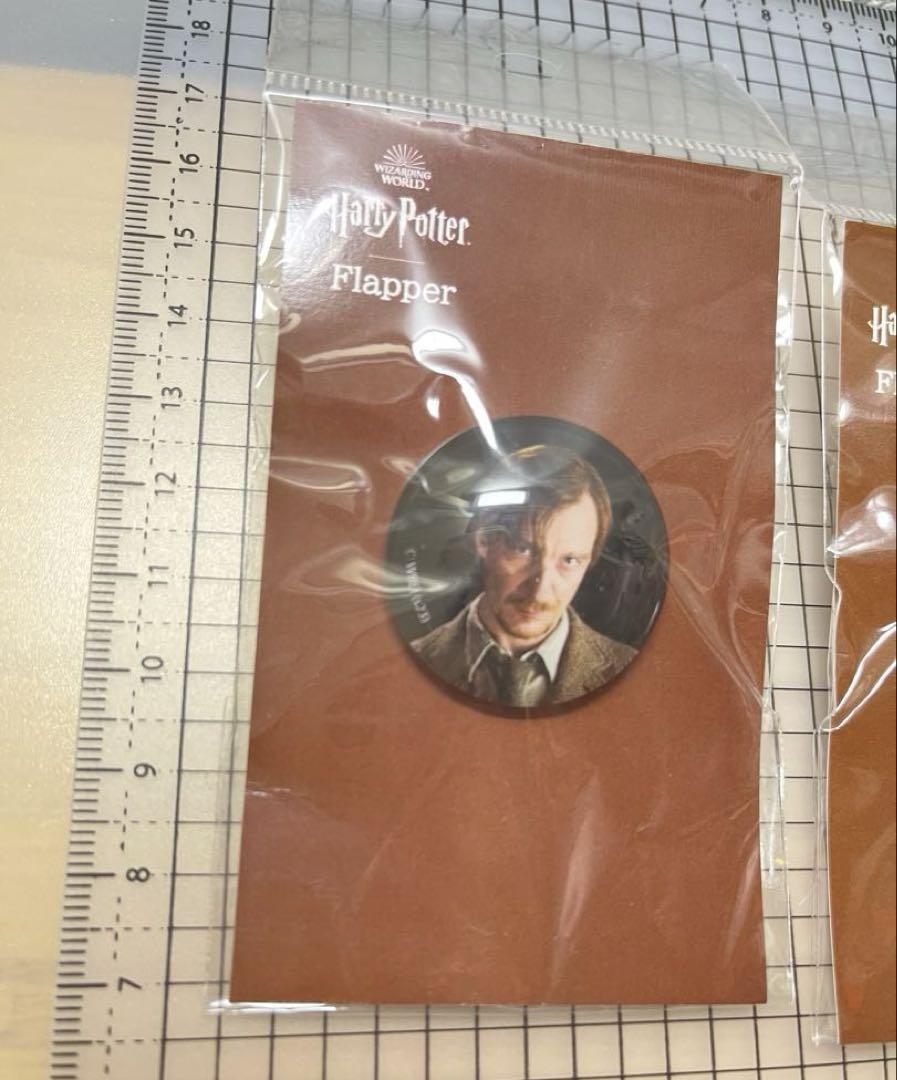 8
9
10
18
17
16
15
14
13
12
11
10
9
8
7
WIZARDING
WORLD
Harry Potter
Flapper
Ha
F